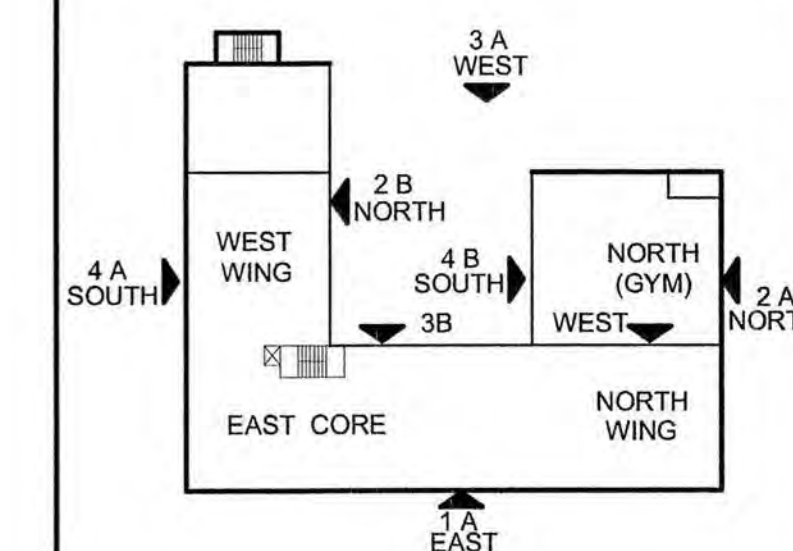 3 A
WEST
2 B
NORTH
WEST
WING
4 A
SOUTH
4 B
SOUTH
NORTH
(GYM)
2 A
NORT
3B
WEST
EAST CORE
NORTH
WING
1 A
EAST